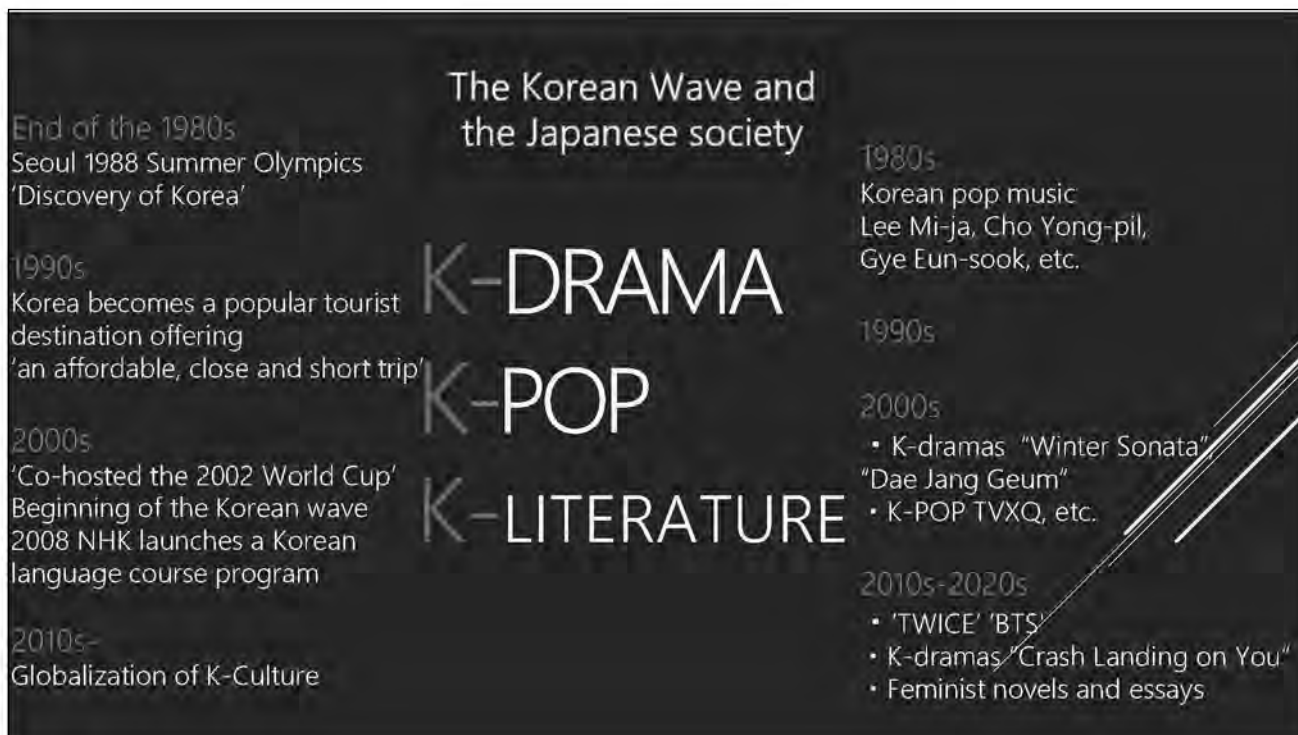 The Korean Wave and
the Japanese society
End of the 1980s
Seoul 1988 Summer Olympics
'Discovery of Korea'
1990s
Korea becomes a popular tourist
destination offering
'an affordable, close and short trip'
2000s
'Co-hosted the 2002 World Cup'
Beginning of the Korean wave
2008 NHK launches a Korean
language course program
2010s-
Globalization of K-Culture
K-DRAMA
K-POP
K-LITERATURE
1980s
Korean pop music
Lee Mi-ja, Cho Yong-pil,
Gye Eun-sook, etc.
1990s
2000s
・K-dramas "Winter Sonata",
"Dae Jang Geum"
・K-POP TVXQ, etc.
2010s-2020s
・'TWICE' 'BTS'
・K-dramas "Crash Landing on You"
・Feminist novels and essays